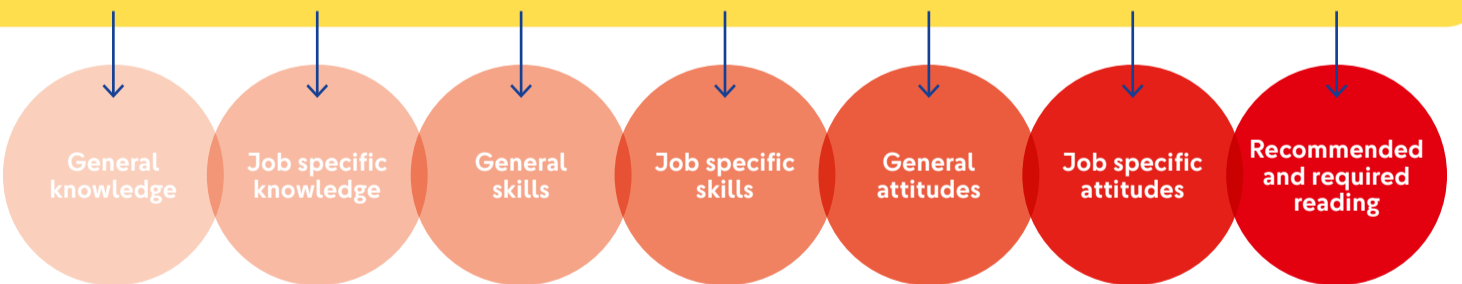 General
knowledge
Job specific
knowledge
General
skills
Job specific
skills
General
attitudes
Job specific
attitudes
Recommended
and required
reading